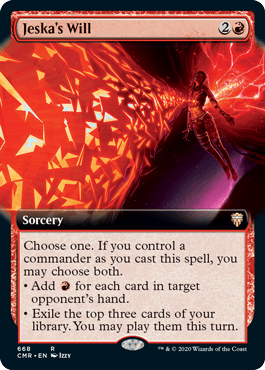 Jeska's Will 2
Sorcery
Choose one. If you control a
commander as you cast this spell, you
may choose both.
• Add for each card in target
opponent's hand.
• Exile the top three cards of your
library. You may play them this turn.
668 R
CMR • EN Izzy
™ & © 2020 Wizards of the Coast